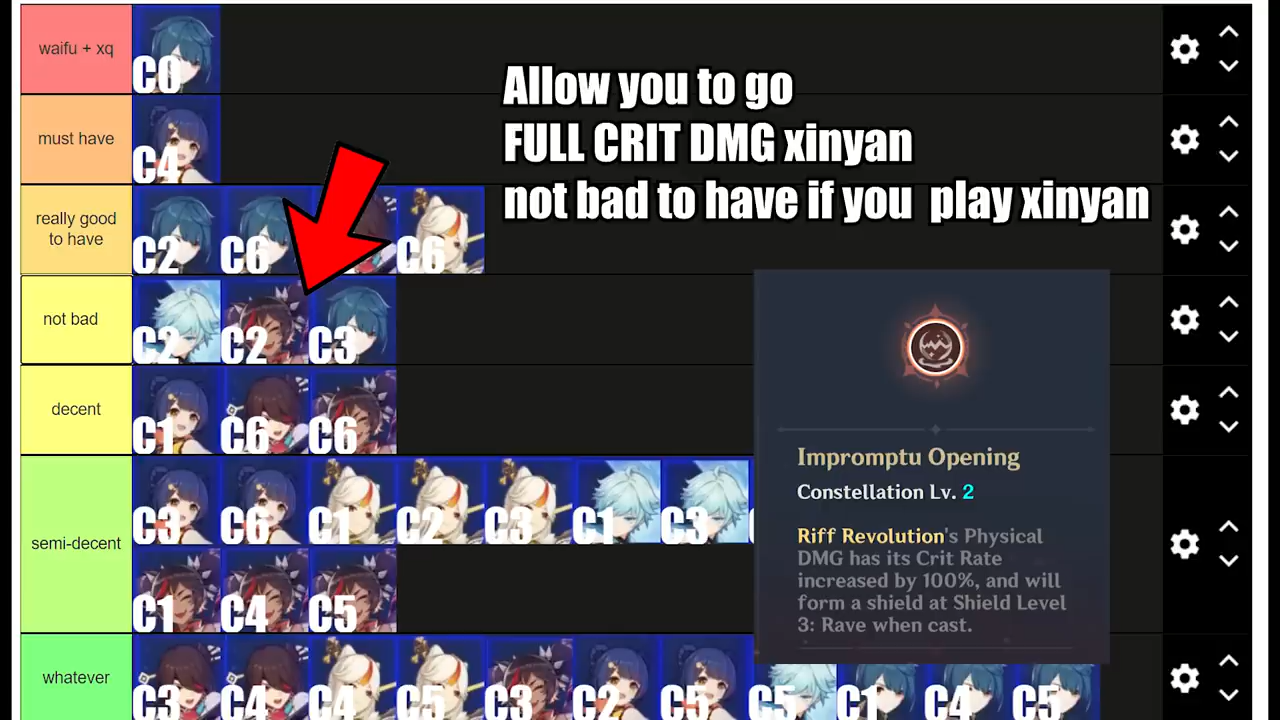 waifu + xq
C0
Allow you to go
FULL CRIT DMG xinyan
not bad to have if you play xinyan
must have
C4
really good
to have
C2 C6 C6
not bad
C2 C2 C3
decent
C1 C6 C6
semi-decent
C3 C6 C1 C2 C3 C1 C3
C1 C4 C5
whatever
C3 C4 C4 C5 C3 C2 C5 C5 C1 C4 C5
Impromptu Opening
Constellation Lv. 2
Riff Revolution's Physical
DMG has its Crit Rate
increased by 100%, and will
form a shield at Shield Level
3: Rave when cast.